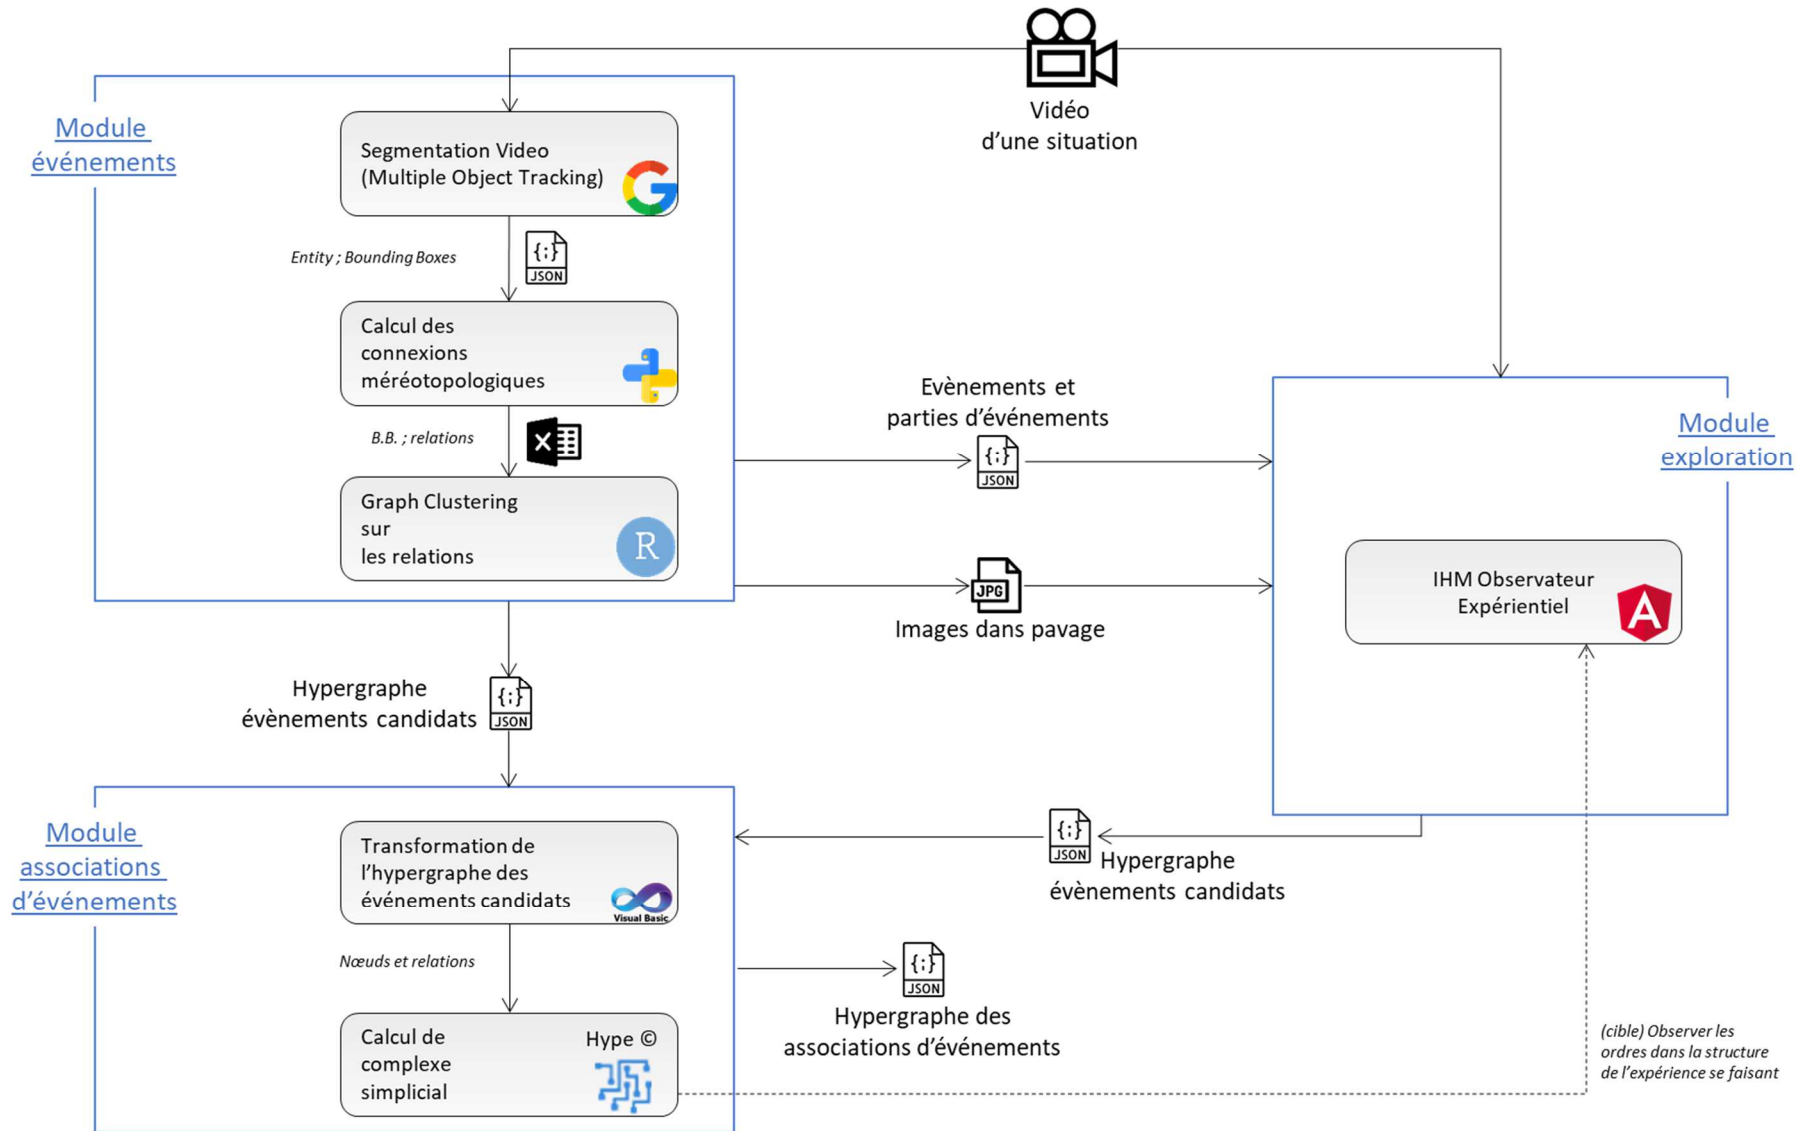 Vidéo
d’une situation
Module
événements
Segmentation Video
(Multiple Object Tracking)
Entity ; Bounding Boxes
{;}
JSON
Calcul des
connexions
méréotopologiques
B.B. ; relations
X
Graph Clustering
sur
les relations
R
Evènements et
parties d’événements
{;}
JSON
JPG
Images dans pavage
Module
exploration
IHM Observateur
Expérientiel
A
Hypergraphe
évènements candidats
{;}
JSON
Module
associations
d’événements
Transformation de
l’hypergraphe des
événements candidats
Visual Basic
Nœuds et relations
Calcul de
complexe
simplicial
Hype ©
{;}
JSON
Hypergraphe
évènements candidats
{;}
JSON
Hypergraphe des
associations d’événements
(cible) Observer les
ordres dans la structure
de l’expérience se faisant